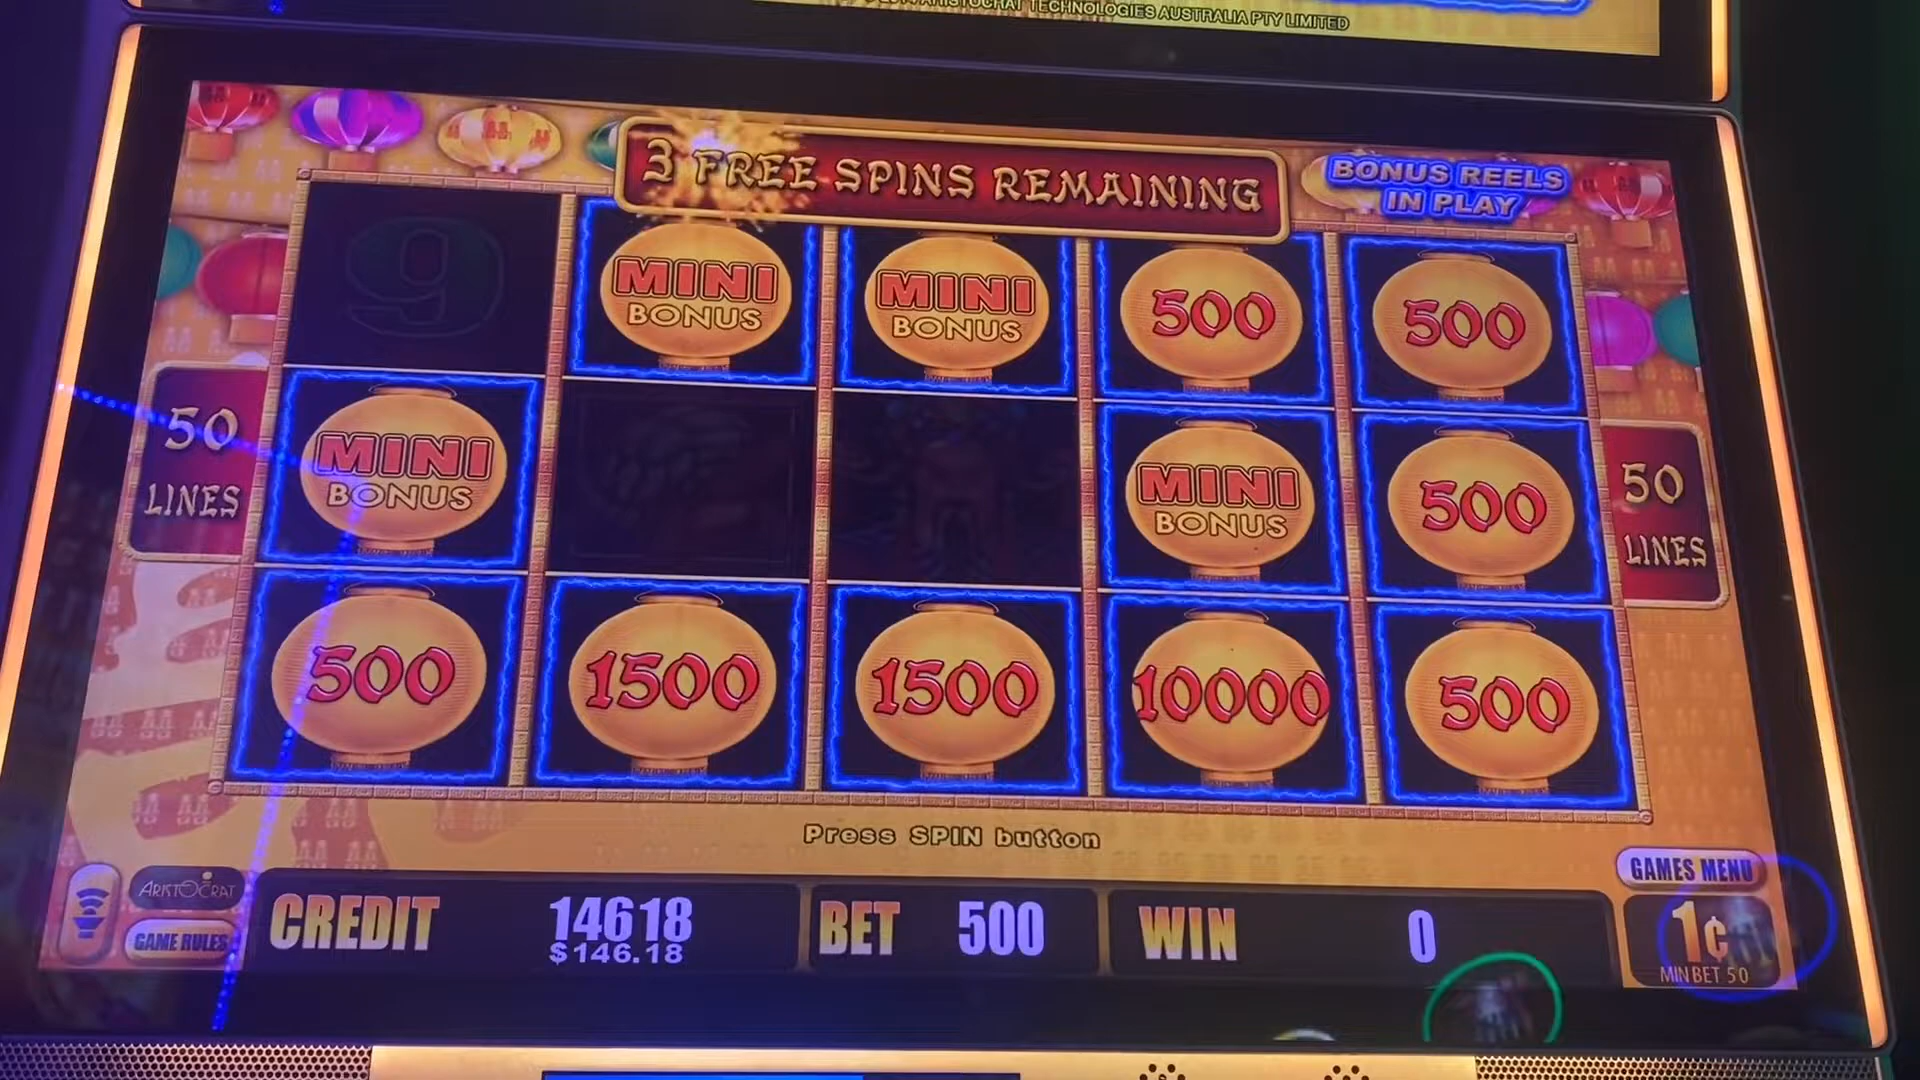 ARISTOCRAT TECHNOLOGIES AUSTRALIA PTY LIMITED
3 FREE SPINS REMAINING
BONUS REELS
IN PLAY
9
MINI
BONUS
MINI
BONUS
500
500
50
LINES
MINI
BONUS
MINI
BONUS
500
50
LINES
500
1500
1500
10000
500
Press SPIN button
GAMES MENU
ARISTOCRAT
GAME RULES
CREDIT
14618
$146.18
BET
500
WIN
0
1¢
MIN BET 50